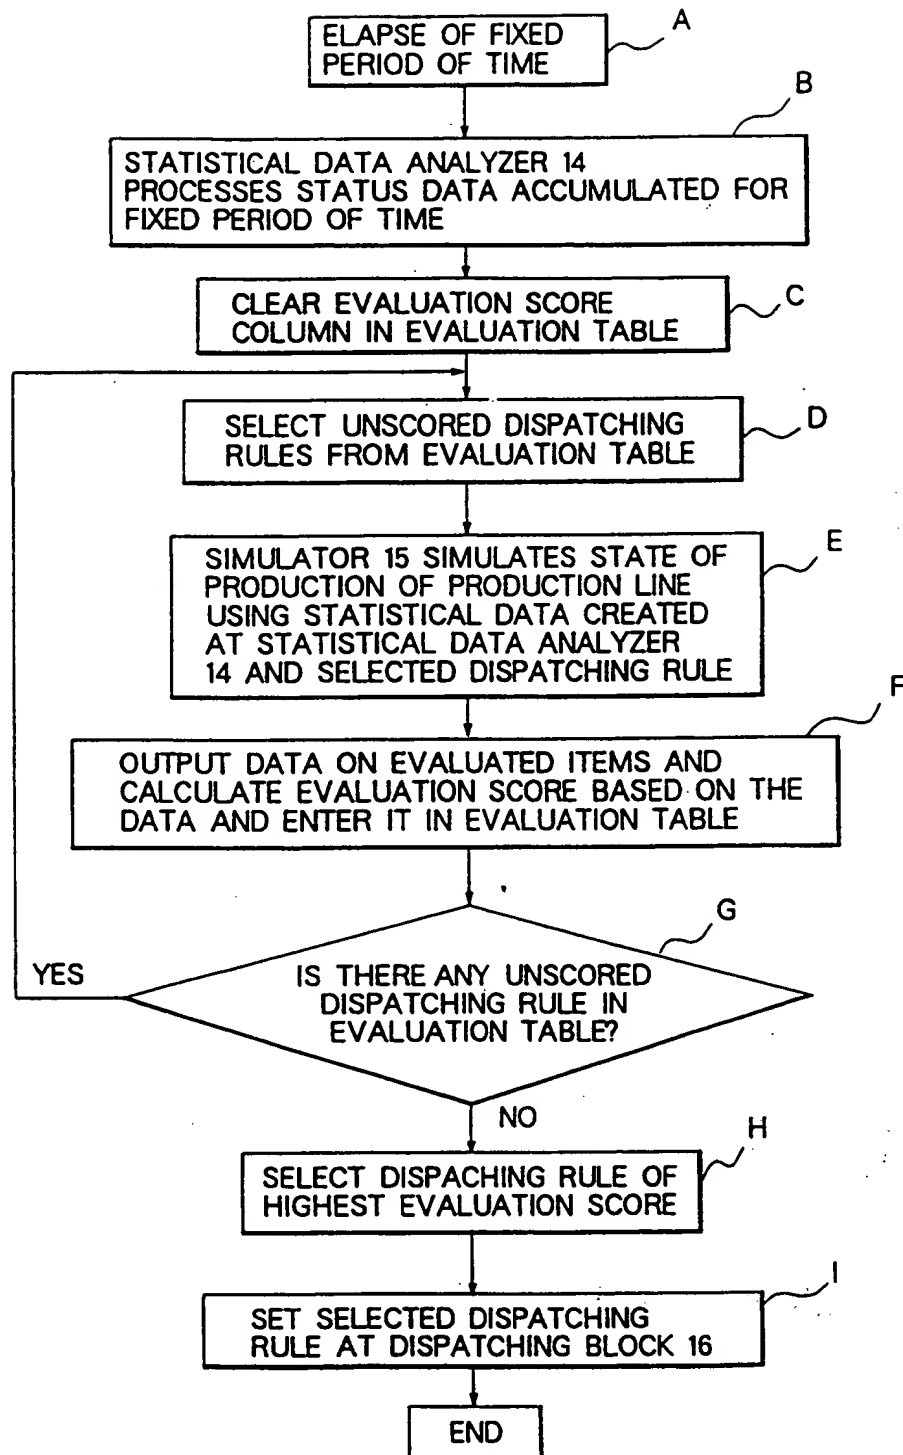 ELAPSE OF FIXED
PERIOD OF TIME
A
B
STATISTICAL DATA ANALYZER 14
PROCESSES STATUS DATA ACCUMULATED FOR
FIXED PERIOD OF TIME
CLEAR EVALUATION SCORE
COLUMN IN EVALUATION TABLE
C
SELECT UNSCORED DISPATCHING
RULES FROM EVALUATION TABLE
D
SIMULATOR 15 SIMULATES STATE OF
PRODUCTION OF PRODUCTION LINE
USING STATISTICAL DATA CREATED
AT STATISTICAL DATA ANALYZER
14 AND SELECTED DISPATCHING RULE
E
F
OUTPUT DATA ON EVALUATED ITEMS AND
CALCULATE EVALUATION SCORE BASED ON THE
DATA AND ENTER IT IN EVALUATION TABLE
G
YES
IS THERE ANY UNSCORED
DISPATCHING RULE IN
EVALUATION TABLE?
NO
H
SELECT DISPACHING RULE OF
HIGHEST EVALUATION SCORE
I
SET SELECTED DISPATCHING
RULE AT DISPATCHING BLOCK 16
END